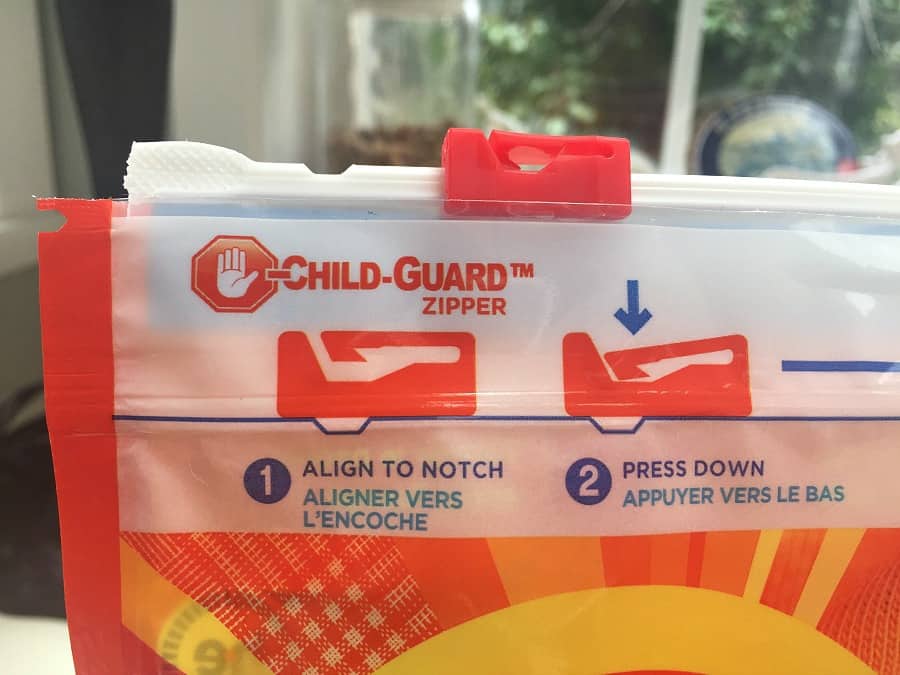 CHILD-GUARD™
ZIPPER
1 ALIGN TO NOTCH
ALIGNER VERS
L'ENCOCHE
2 PRESS DOWN
APPUYER VERS LE BAS